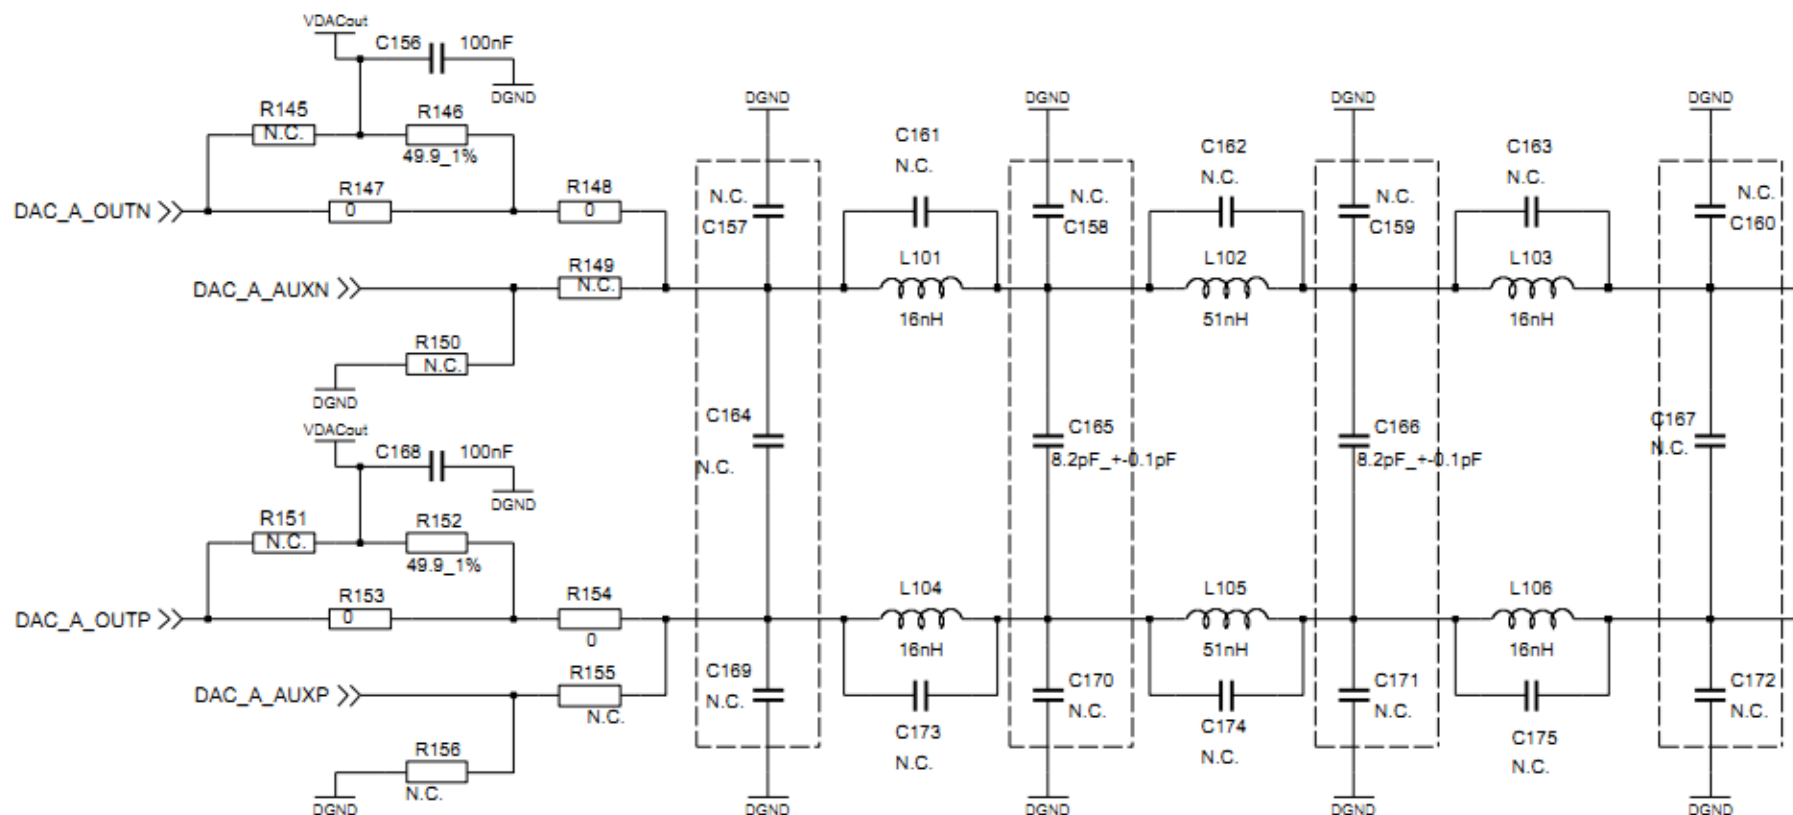 VDACout
C156 100nF
DGND
R145
N.C.
R146
49.9_1%
R147
0
R148
0
DAC_A_OUTN
DAC_A_AUXN
R149
N.C.
R150
N.C.
DGND
VDACout
C168 100nF
DGND
R151
N.C.
R152
49.9_1%
R153
0
R154
0
DAC_A_OUTP
DAC_A_AUXP
R155
N.C.
R156
N.C.
DGND
DGND
N.C.
C157
C164
N.C.
C169
N.C.
DGND
C161
N.C.
L101
16nH
L104
16nH
C173
N.C.
DGND
N.C.
C158
C165
8.2pF_+-0.1pF
C170
N.C.
DGND
C162
N.C.
L102
51nH
L105
51nH
C174
N.C.
DGND
N.C.
C159
C166
8.2pF_+-0.1pF
C171
N.C.
DGND
C163
N.C.
L103
16nH
L106
16nH
C175
N.C.
DGND
N.C.
C160
C167
N.C.
C172
N.C.
DGND